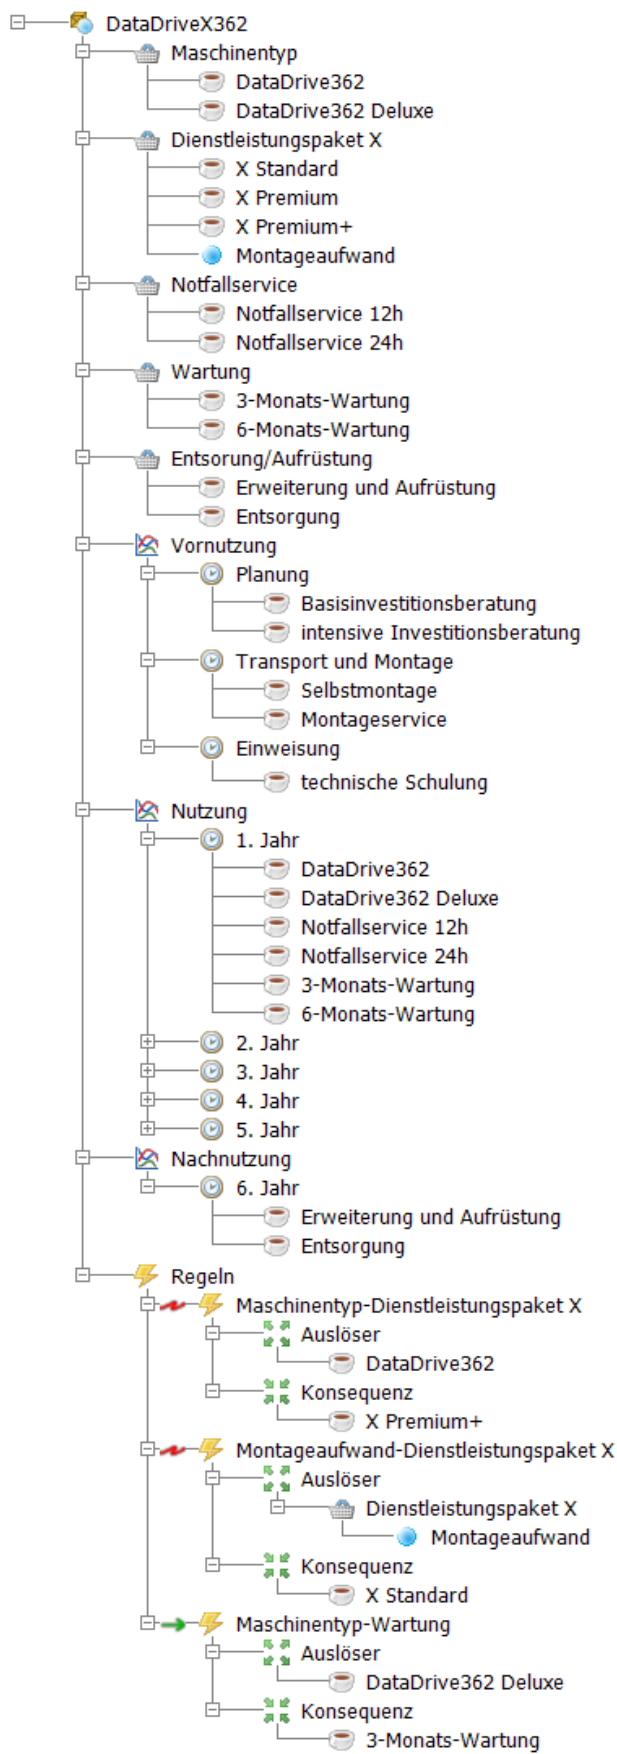 DataDriveX362
Maschinentyp
DataDrive362
DataDrive362 Deluxe
Dienstleistungspaket X
X Standard
X Premium
X Premium+
Montageaufwand
Notfallservice
Notfallservice 12h
Notfallservice 24h
Wartung
3-Monats-Wartung
6-Monats-Wartung
Entsorung/Aufrüstung
Erweiterung und Aufrüstung
Entsorgung
Vornutzung
Planung
Basisinvestitionsberatung
intensive Investitionsberatung
Transport und Montage
Selbstmontage
Montageservice
Einweisung
technische Schulung
Nutzung
1. Jahr
DataDrive362
DataDrive362 Deluxe
Notfallservice 12h
Notfallservice 24h
3-Monats-Wartung
6-Monats-Wartung
2. Jahr
3. Jahr
4. Jahr
5. Jahr
Nachnutzung
6. Jahr
Erweiterung und Aufrüstung
Entsorgung
Regeln
Maschinentyp-Dienstleistungspaket X
Auslöser
DataDrive362
Konsequenz
X Premium+
Montageaufwand-Dienstleistungspaket X
Auslöser
Dienstleistungspaket X
Montageaufwand
Konsequenz
X Standard
Maschinentyp-Wartung
Auslöser
DataDrive362 Deluxe
Konsequenz
3-Monats-Wartung